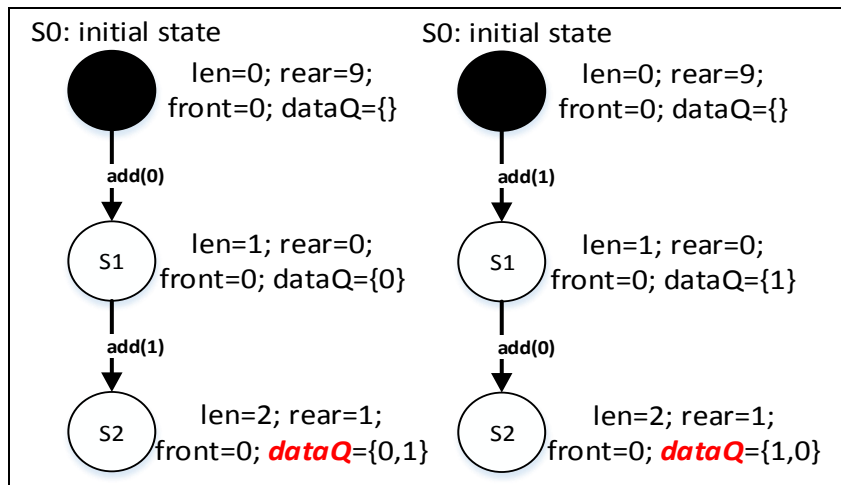 S0: initial state
len=0; rear=9;
front=0; dataQ={}
add(0)
S1
len=1; rear=0;
front=0; dataQ={0}
add(1)
S2
len=2; rear=1;
front=0; dataQ={0,1}
S0: initial state
len=0; rear=9;
front=0; dataQ={}
add(1)
S1
len=1; rear=0;
front=0; dataQ={1}
add(0)
S2
len=2; rear=1;
front=0; dataQ={1,0}